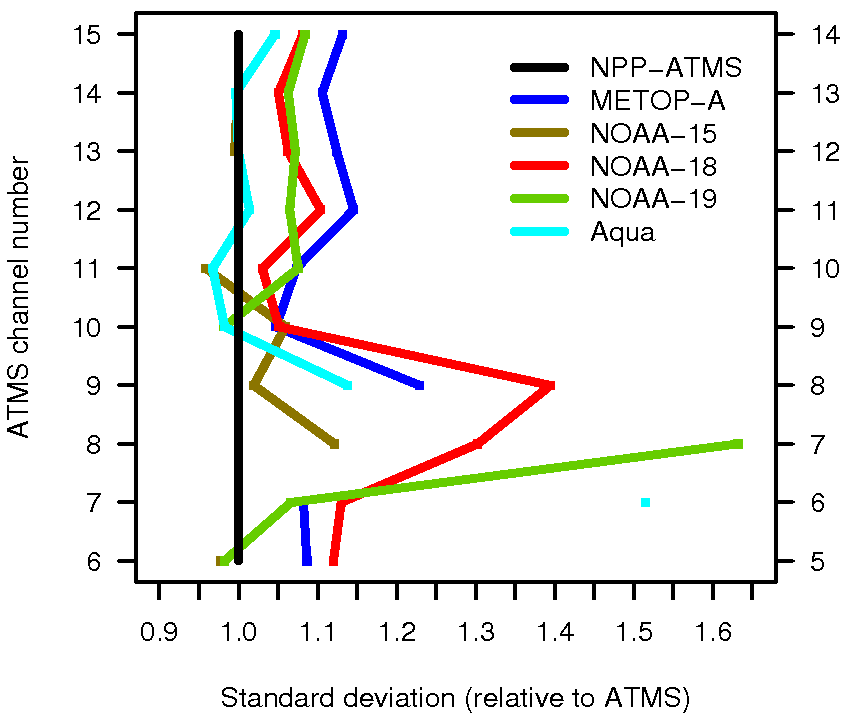 15
14
13
12
11
10
9
8
7
6
ATMS channel number
14
13
12
11
10
9
8
7
6
5
NPP−ATMS
METOP−A
NOAA−15
NOAA−18
NOAA−19
Aqua
0.9 1.0 1.1 1.2 1.3 1.4 1.5 1.6
Standard deviation (relative to ATMS)